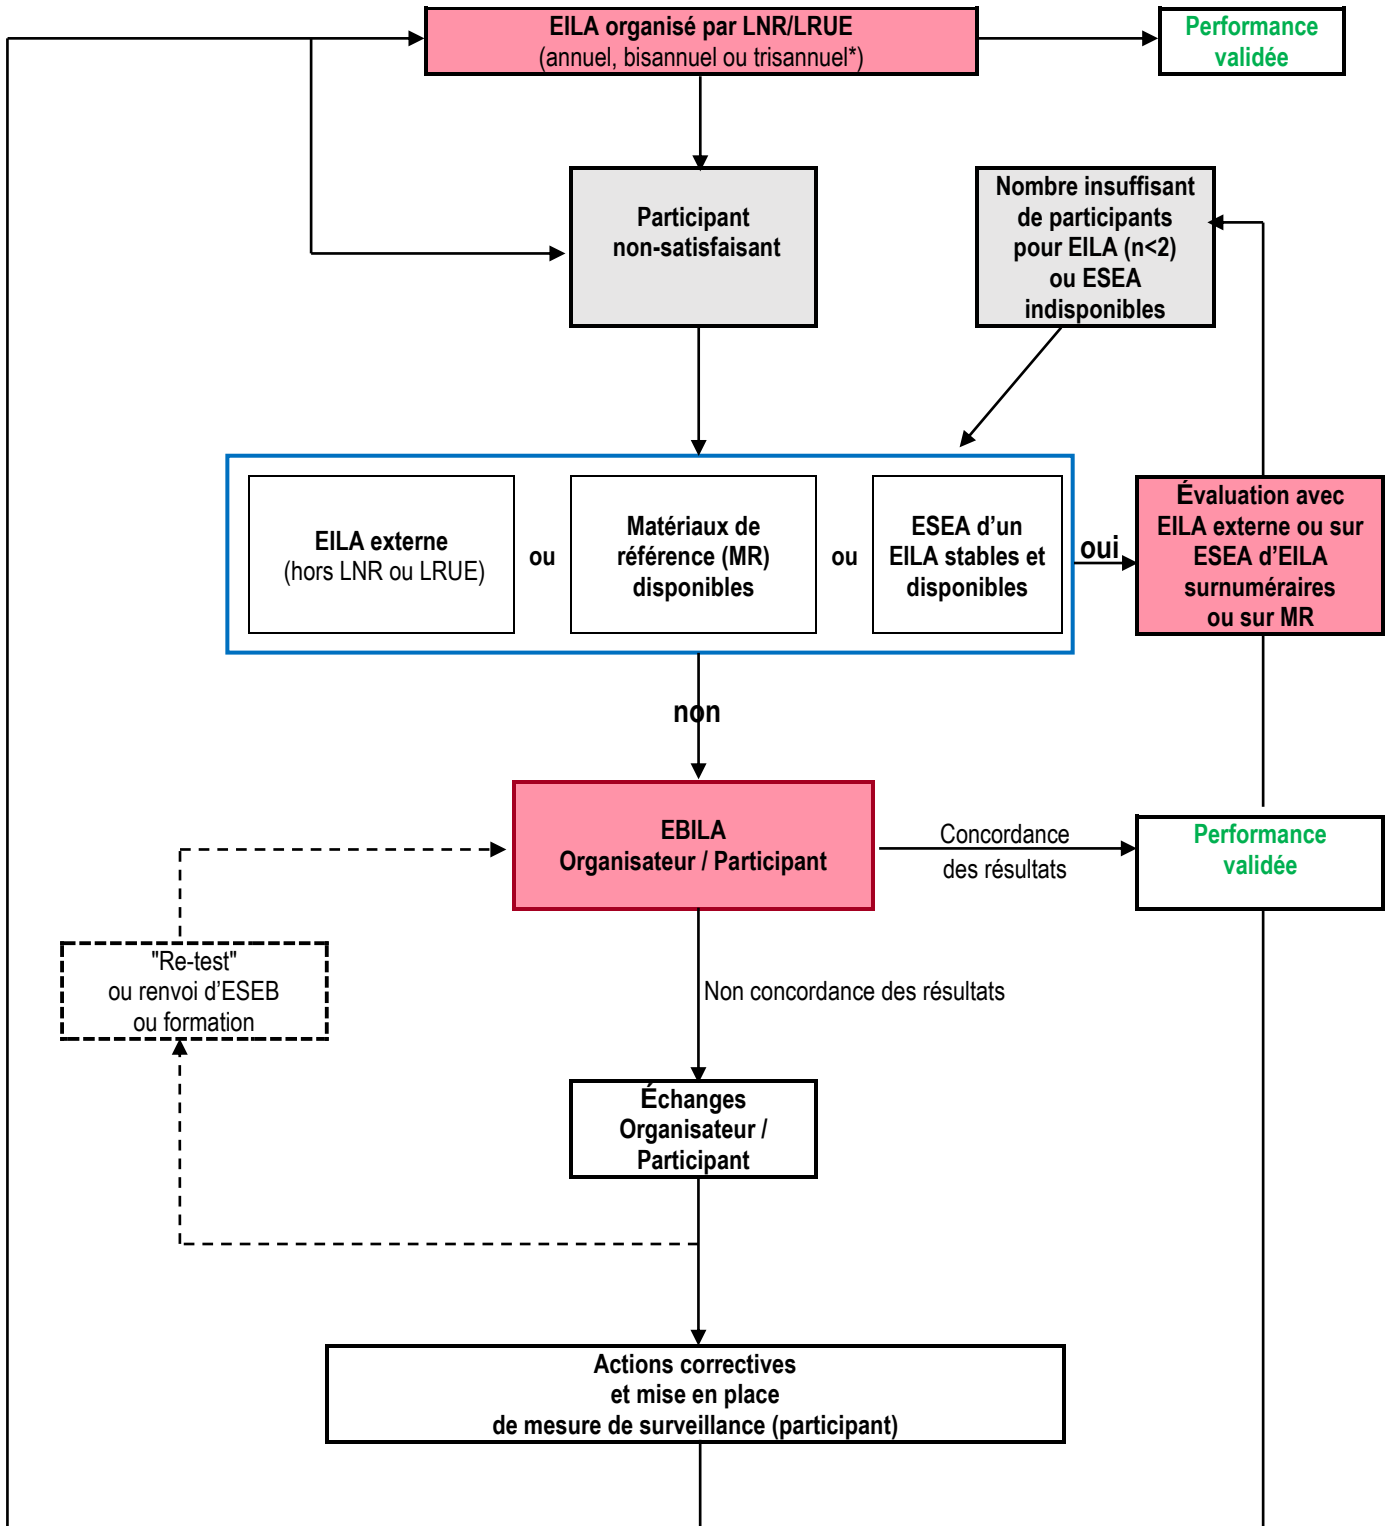 EILA organisé par LNR/LRUE
(annuel, bisannuel ou trisannuel*)
Performance
validée
Participant
non-satisfaisant
Nombre insuffisant
de participants
pour EILA (n<2)
ou ESEA
indisponibles
EILA externe
(hors LNR ou LRUE)
ou
Matériaux de
référence (MR)
disponibles
ou
ESEA d’un
EILA stables et
disponibles
oui
Évaluation avec
EILA externe ou sur
ESEA d’EILA
surnuméraires
ou sur MR
non
EBILA
Organisateur / Participant
Concordance
des résultats
Performance
validée
"Re-test"
ou renvoi d’ESEB
ou formation
Non concordance des résultats
Échanges
Organisateur /
Participant
Actions correctives
et mise en place
de mesure de surveillance (participant)